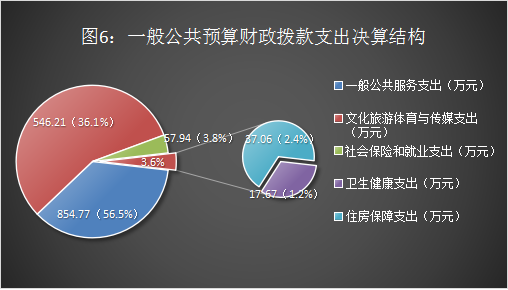 图6：一般公共预算财政拨款支出决算结构
546.21（36.1%）
57.94（3.8%）
3.6%
854.77（56.5%）
37.06（2.4%）
17.67（1.2%）
一般公共服务支出（万元）
文化旅游体育与传媒支出
（万元）
社会保险和就业支出（万元）
卫生健康支出（万元）
住房保障支出（万元）